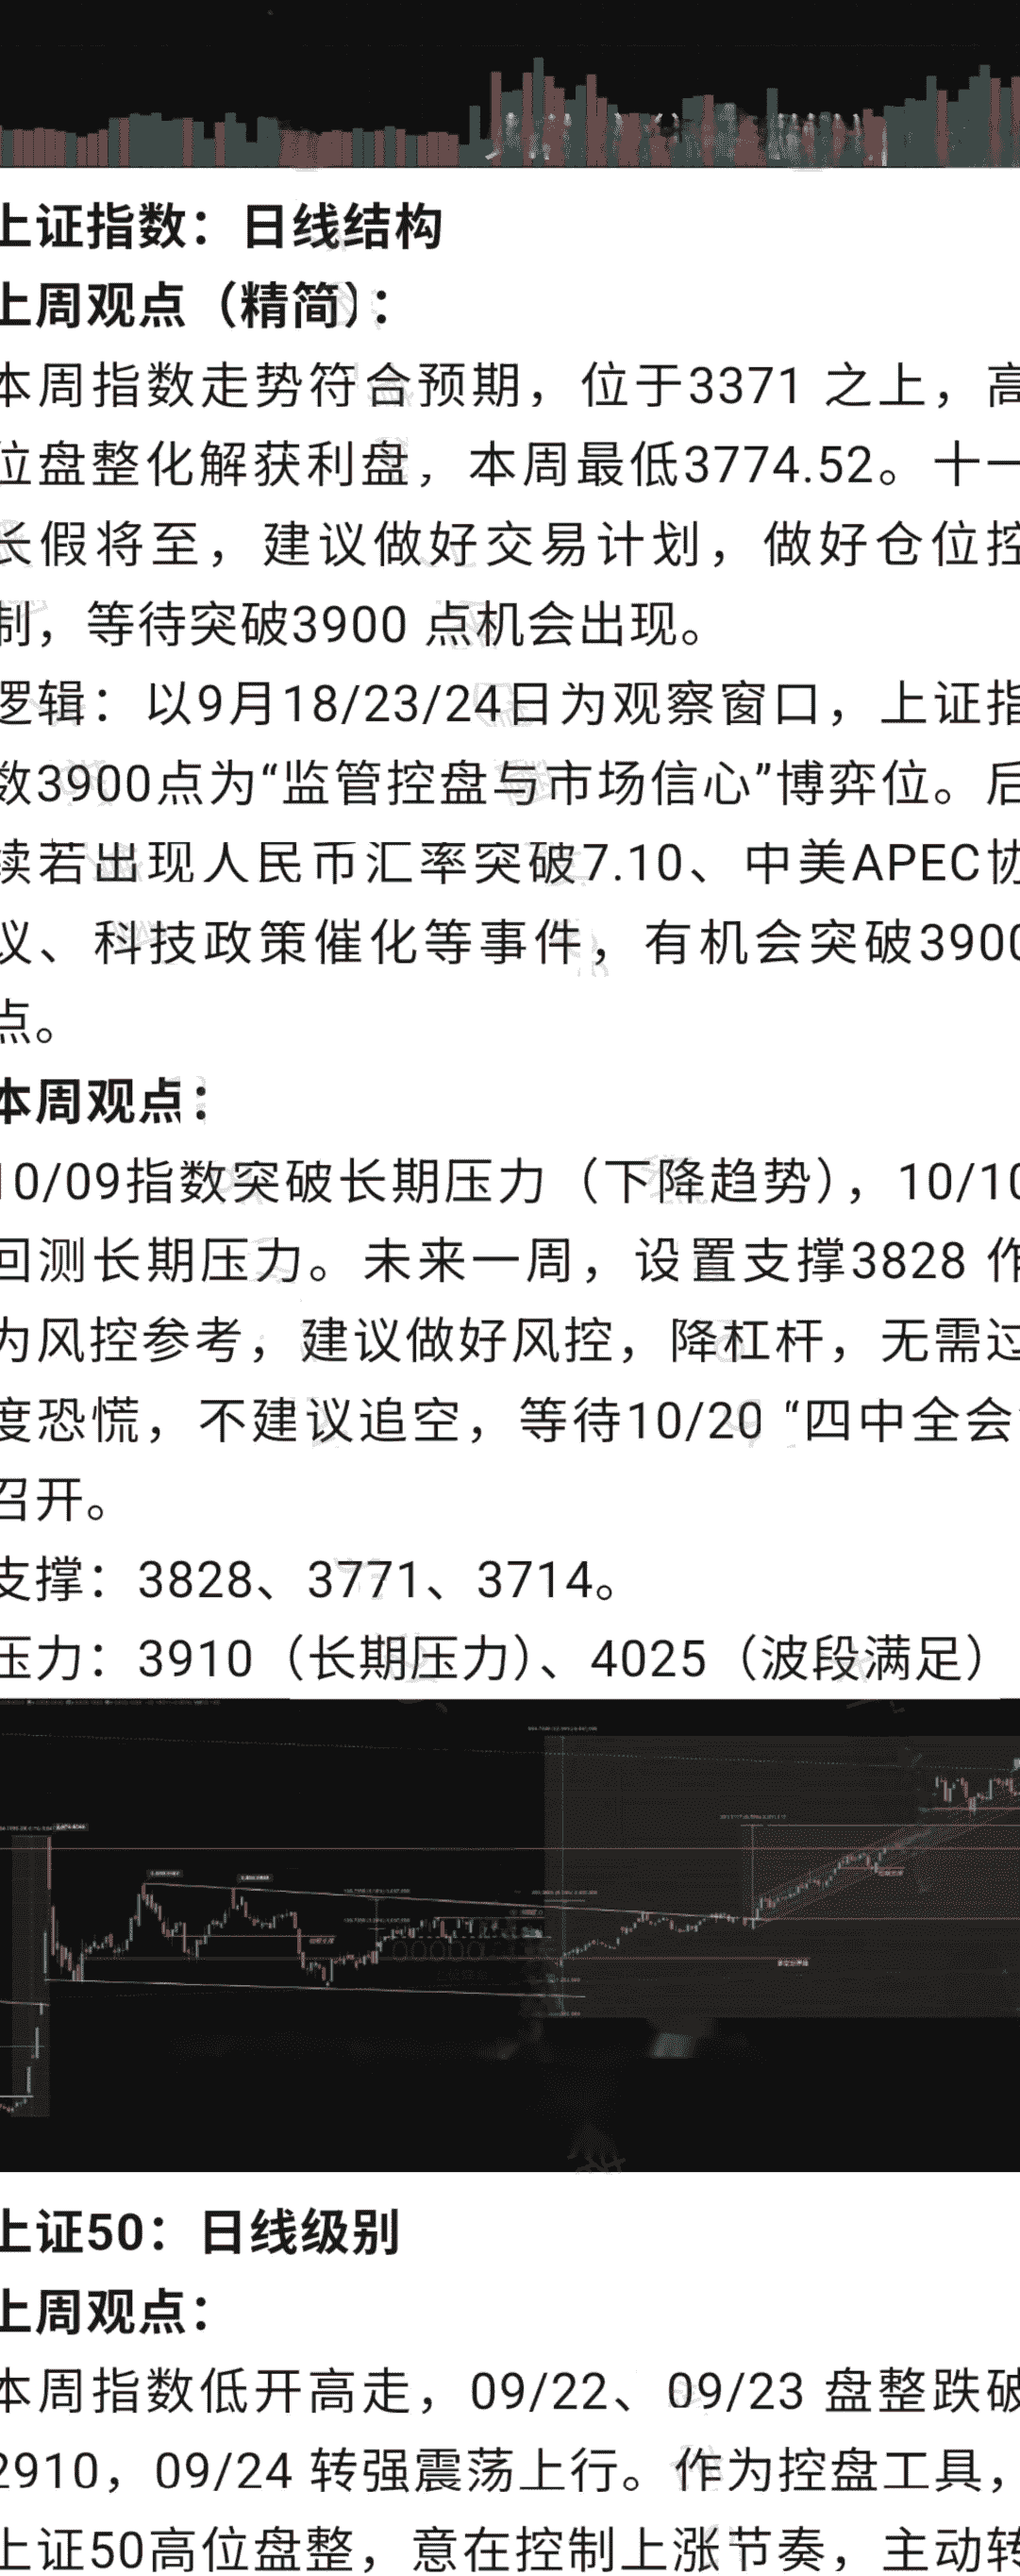 上证指数：日线结构
上周观点（精简）：
本周指数走势符合预期，位于3371 之上，高
位盘整化解获利盘，本周最低3774.52。十一
长假将至，建议做好交易计划，做好仓位控
制，等待突破3900 点机会出现。
逻辑：以9月18/23/24日为观察窗口，上证指
数3900点为“监管控盘与市场信心”博弈位。后
续若出现人民币汇率突破7.10、中美APEC协
议、科技政策催化等事件，有机会突破3900
点。
本周观点：
10/09指数突破长期压力（下降趋势），10/10
回测长期压力。未来一周，设置支撑3828 作
为风控参考，建议做好风控，降杠杆，无需过
度恐慌，不建议追空，等待10/20 “四中全会”
召开。
支撑：3828、3771、3714。
压力：3910（长期压力）、4025（波段满足）
上证50：日线级别
上周观点：
本周指数低开高走，09/22、09/23 盘整跌破
2910，09/24 转强震荡上行。作为控盘工具，
上证50高位盘整，意在控制上涨节奏，主动转